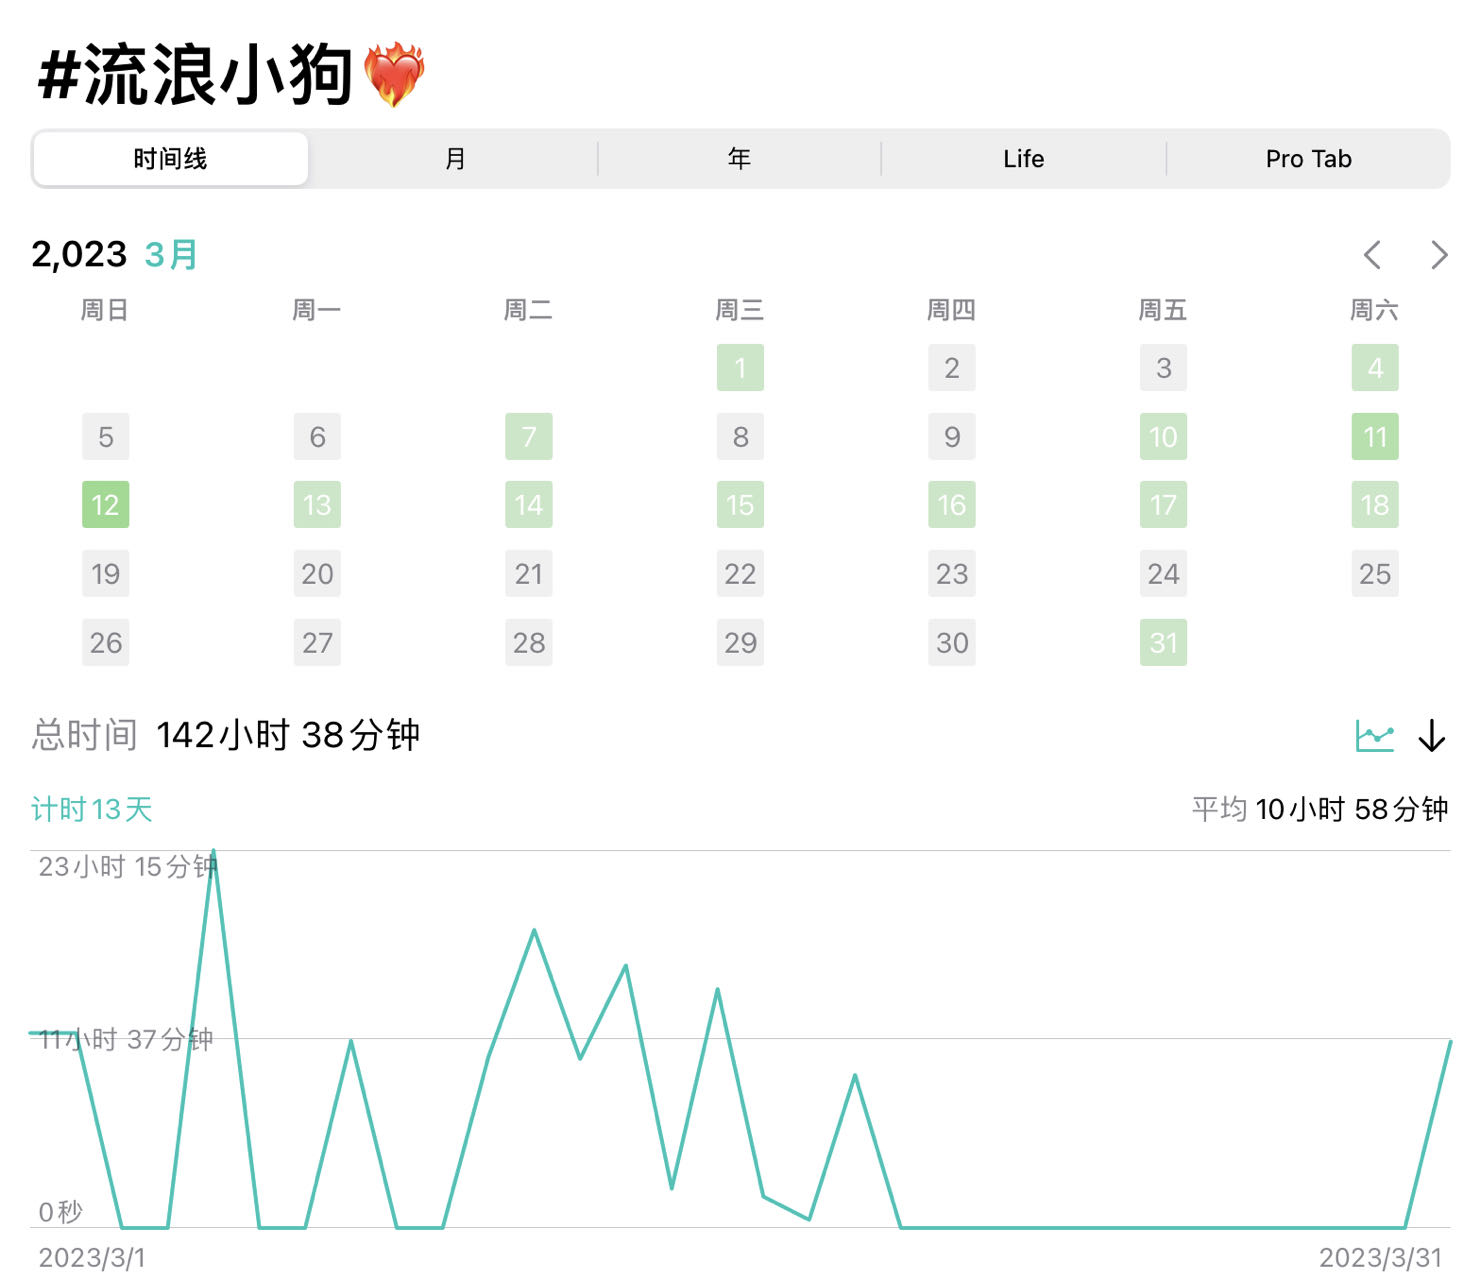 #流浪小狗❤️‍🔥
时间线 月 年 Life Pro Tab
2,023 3月
周日 周一 周二 周三 周四 周五 周六
1 2 3 4
5 6 7 8 9 10 11
12 13 14 15 16 17 18
19 20 21 22 23 24 25
26 27 28 29 30 31
总时间 142小时 38分钟
计时13天 平均 10小时 58分钟
23小时 15分钟
11小时 37分钟
0秒
2023/3/1 2023/3/31